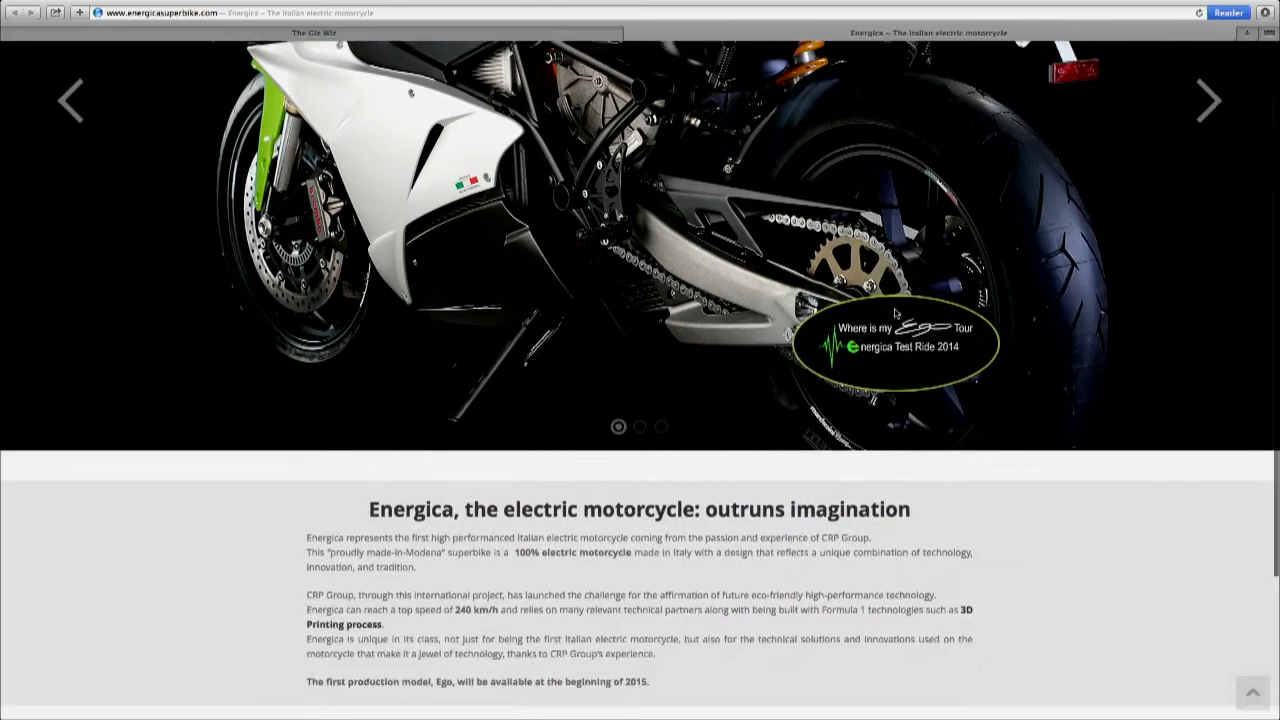 www.energicasuperbike.com — Energica – The Italian electric motorcycle
Reader
The Giz Wiz
Energica – The Italian electric motorcycle
Where is my Ego Tour
energica Test Ride 2014
Energica, the electric motorcycle: outruns imagination
Energica represents the first high performanced Italian electric motorcycle coming from the passion and experience of CRP Group.
This "proudly made-in-Modena" superbike is a 100% electric motorcycle made in Italy with a design that reflects a unique combination of technology,
innovation, and tradition.
CRP Group, through this international project, has launched the challenge for the affirmation of future eco-friendly high-performance technology.
Energica can reach a top speed of 240 km/h and relies on many relevant technical partners along with being built with Formula 1 technologies such as 3D
Printing process.
Energica is unique in its class, not just for being the first Italian electric motorcycle, but also for the technical solutions and innovations used on the
motorcycle that make it a jewel of technology, thanks to CRP Group's experience.
The first production model, Ego, will be available at the beginning of 2015.